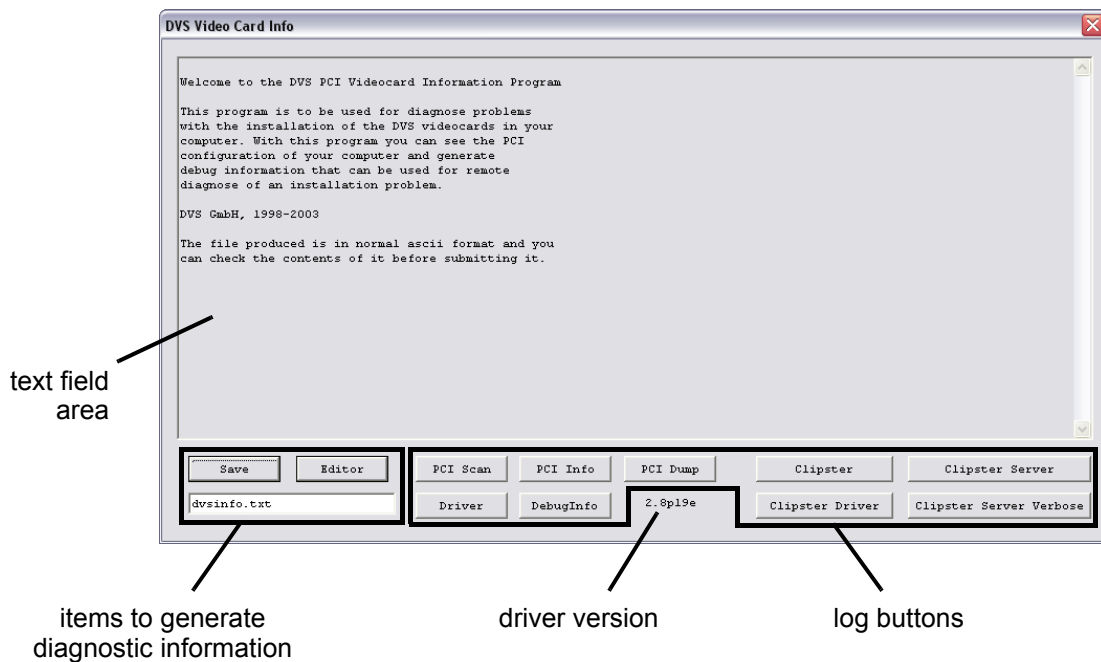 DVS Video Card Info
Welcome to the DVS PCI Videocard Information Program
This program is to be used for diagnose problems
with the installation of the DVS videocards in your
computer. With this program you can see the PCI
configuration of your computer and generate
debug information that can be used for remote
diagnose of an installation problem.
DVS GmbH, 1998-2003
The file produced is in normal ascii format and you
can check the contents of it before submitting it.
text field
area
Save
Editor
PCI Scan
PCI Info
PCI Dump
Clipster
Clipster Server
dvsinfo.txt
Driver
DebugInfo
2.8pl9e
Clipster Driver
Clipster Server Verbose
items to generate
diagnostic information
driver version
log buttons